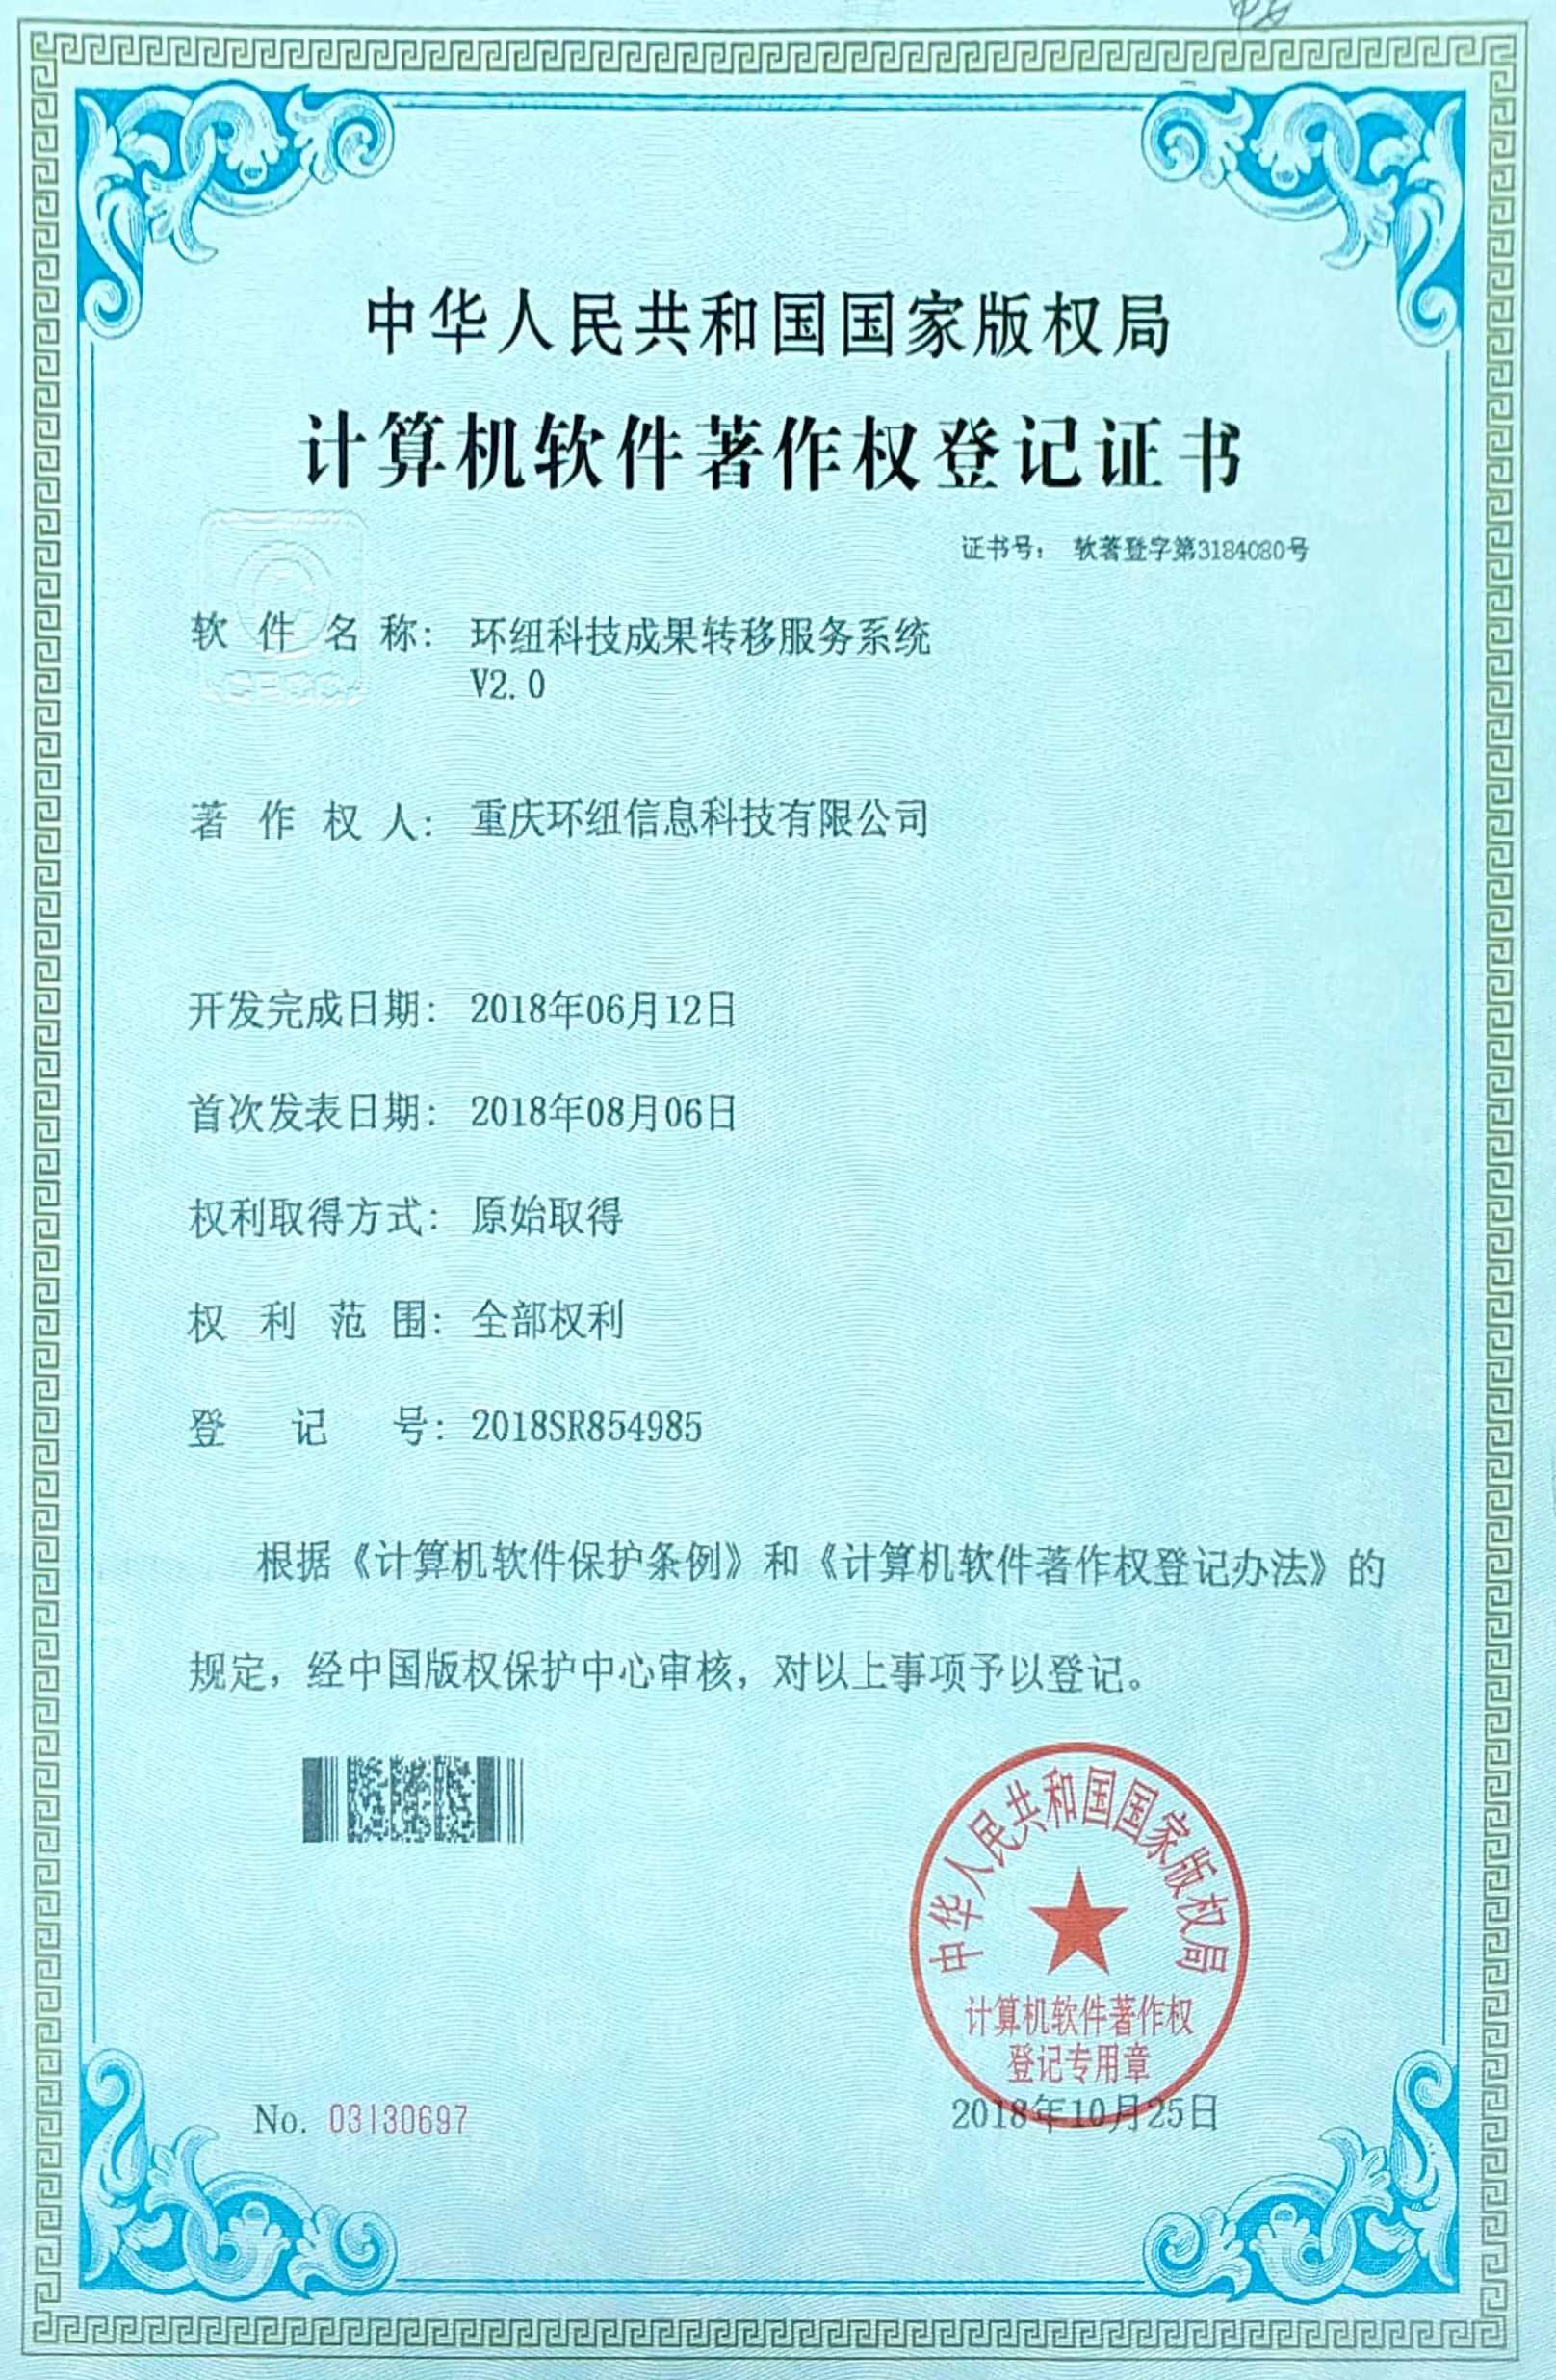 中华人民共和国国家版权局
计算机软件著作权登记证书
证书号： 软著登字第3184080号
软件名称： 环纽科技成果转移服务系统
V2.0
著作权人： 重庆环纽信息科技有限公司
开发完成日期： 2018年06月12日
首次发表日期： 2018年08月06日
权利取得方式： 原始取得
权利范围： 全部权利
登记号： 2018SR854985
根据《计算机软件保护条例》和《计算机软件著作权登记办法》的
规定，经中国版权保护中心审核，对以上事项予以登记。
中华人民共和国国家版权局
计算机软件著作权
登记专用章
No. 03130697
2018年10月25日